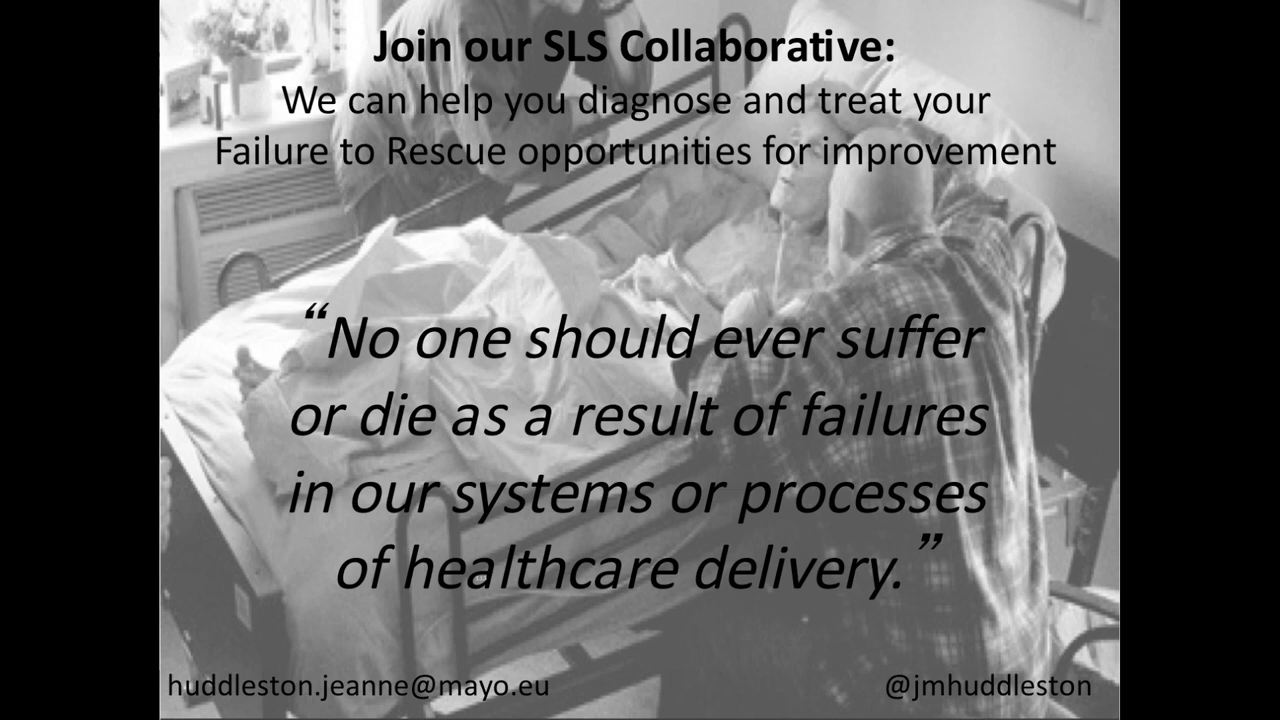 Join our SLS Collaborative:
We can help you diagnose and treat your
Failure to Rescue opportunities for improvement
“No one should ever suffer
or die as a result of failures
in our systems or processes
of healthcare delivery.”
huddleston.jeanne@mayo.eu
@jmhuddleston